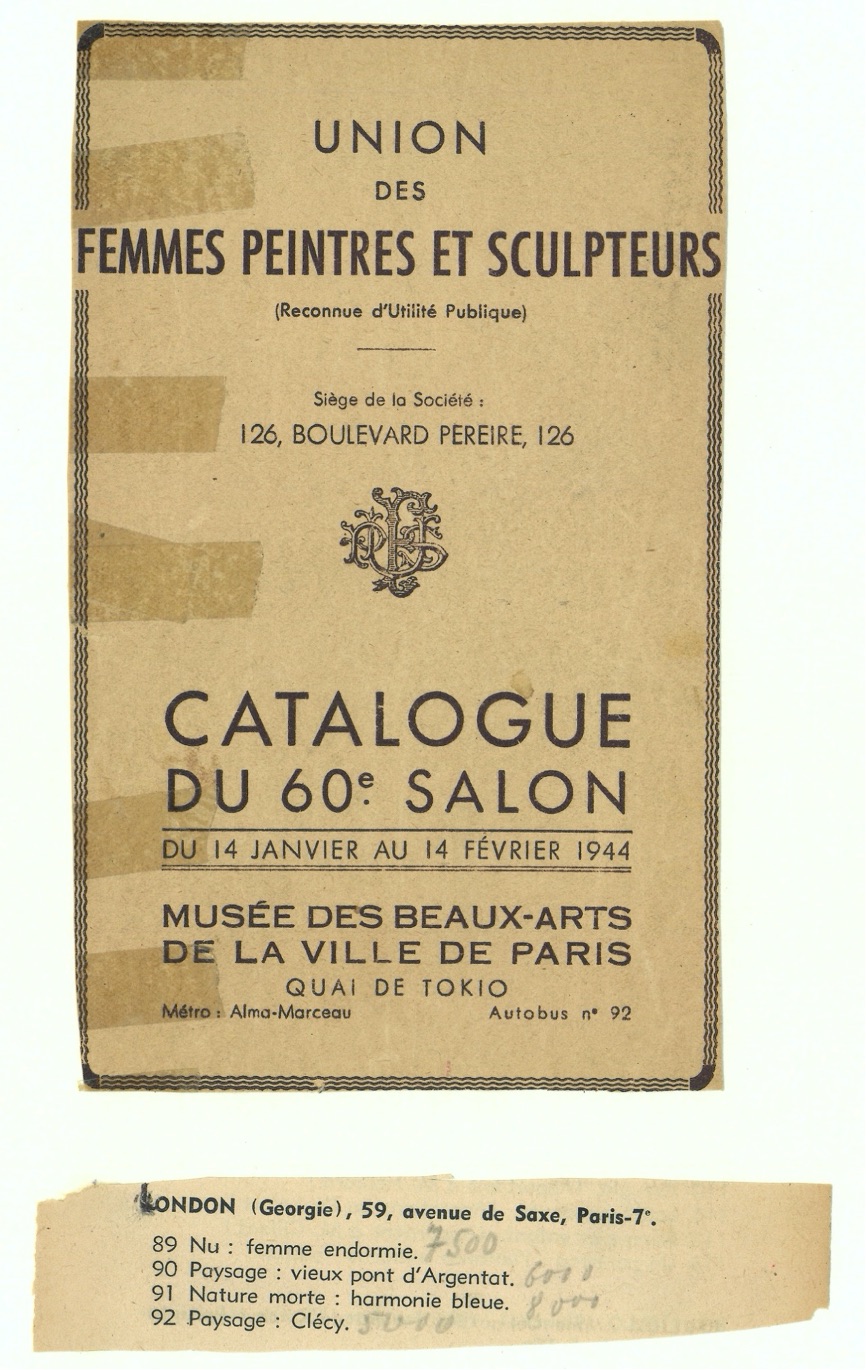 UNION
DES
FEMMES PEINTRES ET SCULPTEURS
(Reconnue d'Utilité Publique)
Siège de la Société :
126, BOULEVARD PEREIRE, 126
CATALOGUE
DU 60e. SALON
DU 14 JANVIER AU 14 FÉVRIER 1944
MUSÉE DES BEAUX-ARTS
DE LA VILLE DE PARIS
QUAI DE TOKIO
Métro : Alma-Marceau Autobus n° 92
LONDON (Georgie), 59, avenue de Saxe, Paris-7e.
89 Nu : femme endormie. 7500
90 Paysage : vieux pont d'Argentat. 6000
91 Nature morte : harmonie bleue. 8000
92 Paysage : Clécy. 5000